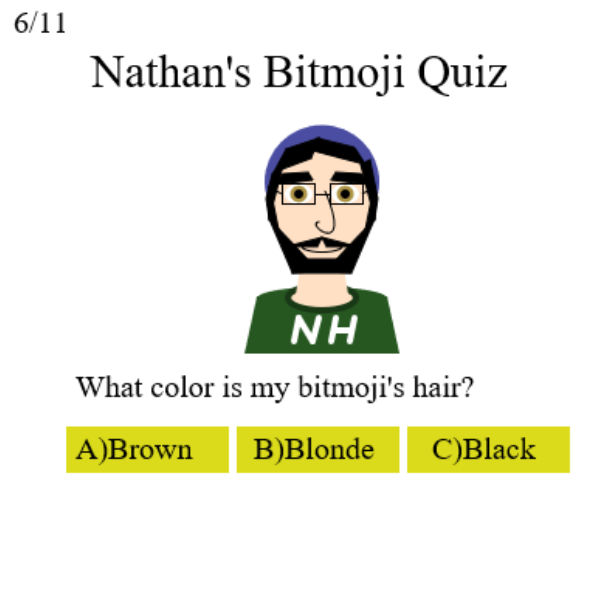 6/11
Nathan's Bitmoji Quiz
NH
What color is my bitmoji's hair?
A)Brown B)Blonde C)Black